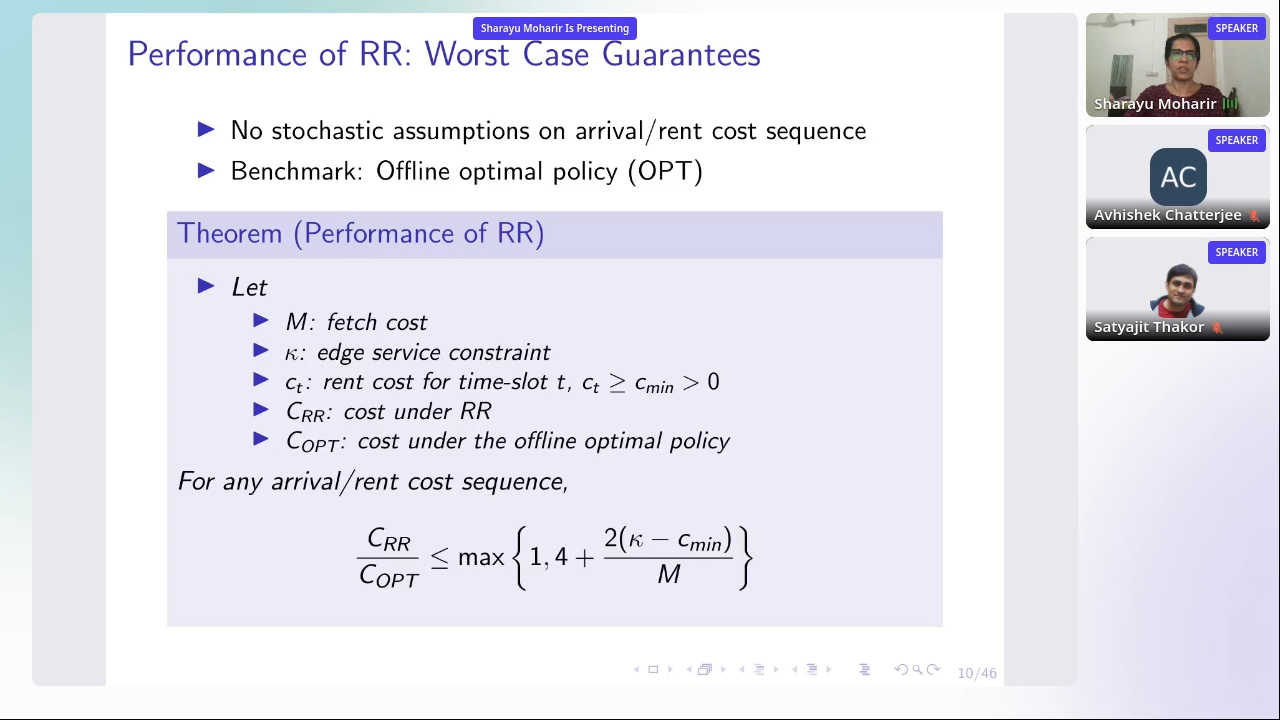 Sharayu Moharir Is Presenting
Performance of RR: Worst Case Guarantees
▶ No stochastic assumptions on arrival/rent cost sequence
▶ Benchmark: Offline optimal policy (OPT)
Theorem (Performance of RR)
▶ Let
▶ M: fetch cost
▶ κ: edge service constraint
▶ c_t: rent cost for time-slot t, c_t ≥ c_min > 0
▶ C_RR: cost under RR
▶ C_OPT: cost under the offline optimal policy
For any arrival/rent cost sequence,
C_RR / C_OPT ≤ max { 1, 4 + 2(κ − c_min) / M }
10/46
SPEAKER
Sharayu Moharir
SPEAKER
AC
Avhishek Chatterjee
SPEAKER
Satyajit Thakor